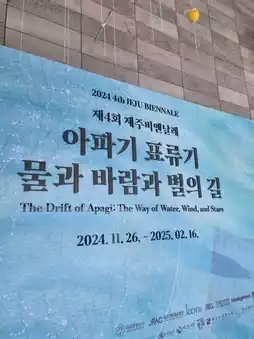 2024 4th JEJU BIENNALE
제4회 제주비엔날레
아파기 표류기
물과 바람과 별의 길
The Drift of Apagi: The Way of Water, Wind, and Stars
2024. 11. 26. - 2025. 02. 16.